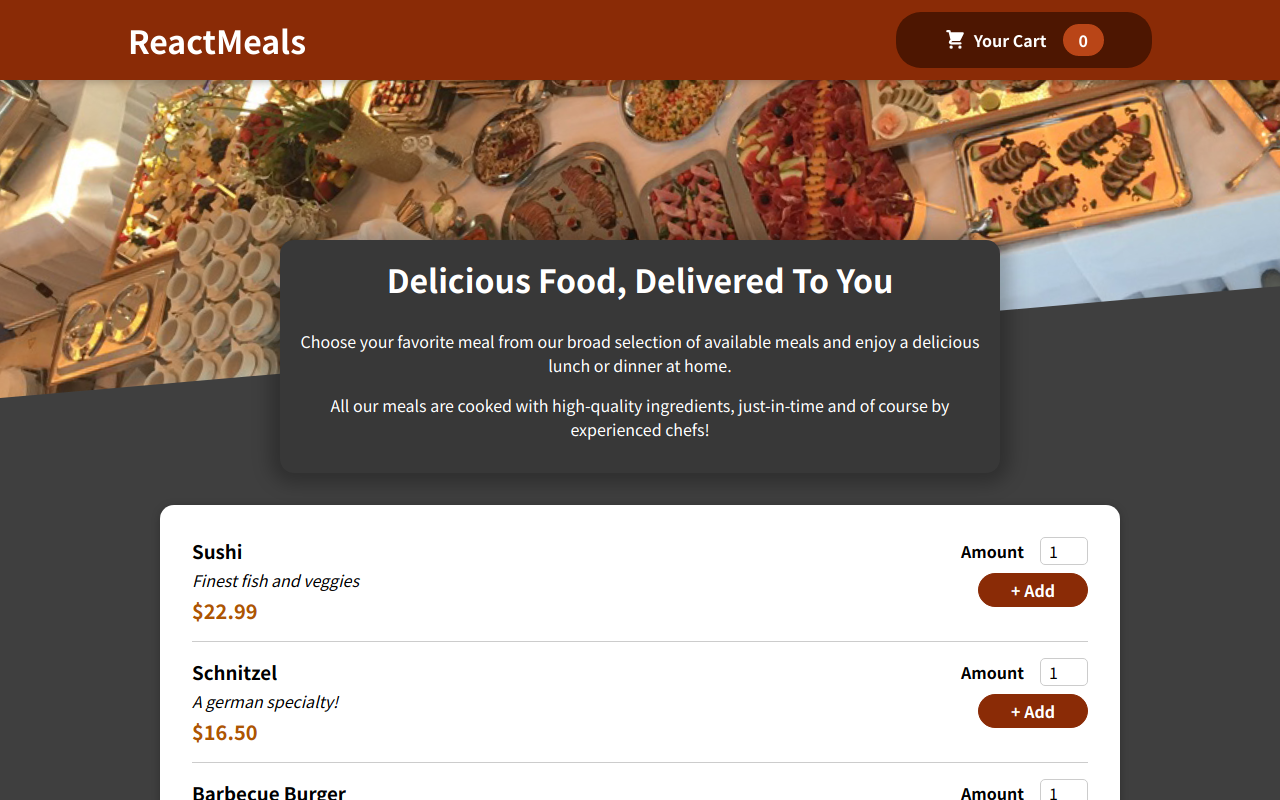 ReactMeals
Your Cart 0
Delicious Food, Delivered To You
Choose your favorite meal from our broad selection of available meals and enjoy a delicious
lunch or dinner at home.
All our meals are cooked with high-quality ingredients, just-in-time and of course by
experienced chefs!
Sushi
Finest fish and veggies
$22.99
Amount 1
+ Add
Schnitzel
A german specialty!
$16.50
Amount 1
+ Add
Barbecue Burger
Amount 1